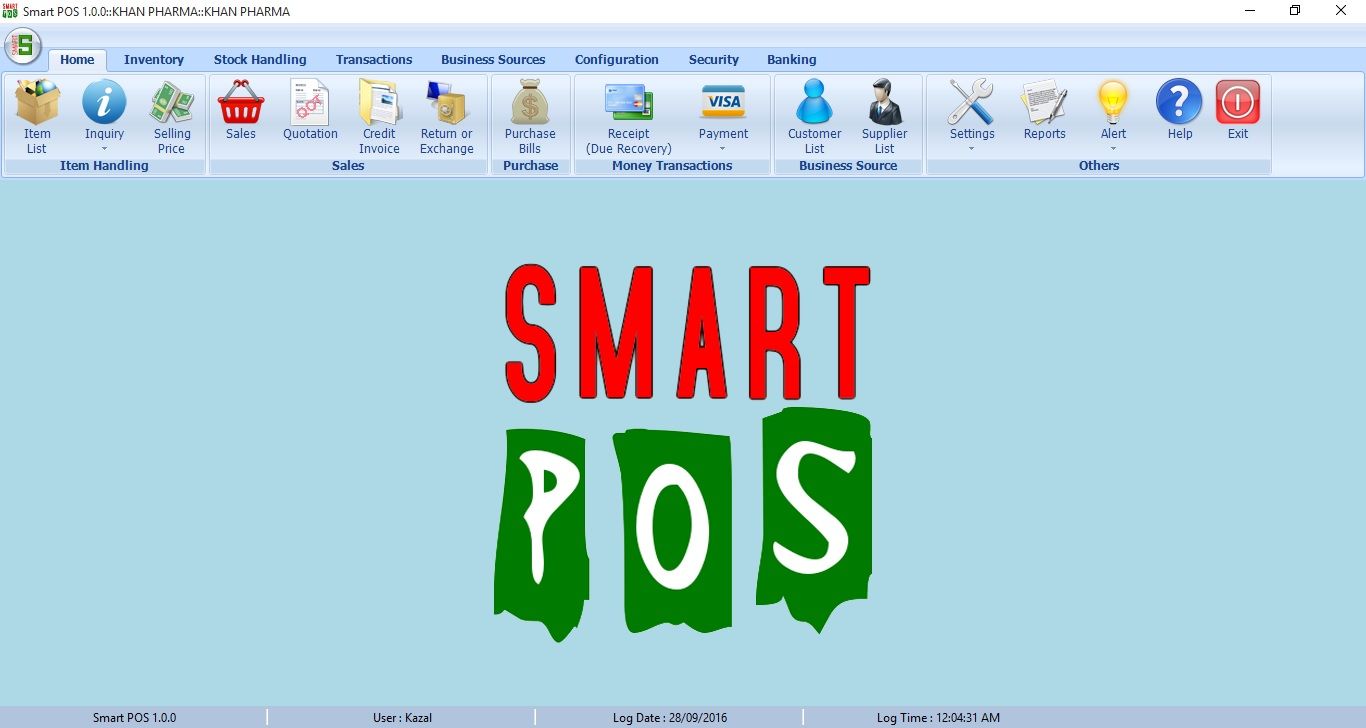 Smart POS 1.0.0::KHAN PHARMA::KHAN PHARMA
Home Inventory Stock Handling Transactions Business Sources Configuration Security Banking
Item List
Inquiry
Selling Price
Item Handling
Sales
Quotation
Credit Invoice
Return or Exchange
Sales
Purchase Bills
Purchase
Receipt (Due Recovery)
VISA
Payment
Money Transactions
Customer List
Supplier List
Business Source
Settings
Reports
Alert
Help
Exit
Others
SMART
POS
Smart POS 1.0.0
User : Kazal
Log Date : 28/09/2016
Log Time : 12:04:31 AM